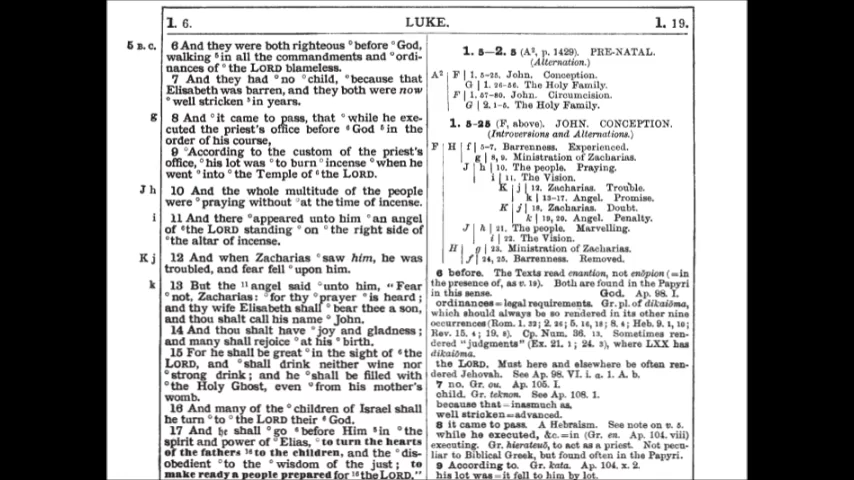 1. 6.
LUKE.
1. 19.
5 B. C.
6 And they were both righteous °before °God,
walking ⁵in all the commandments and °ordi-
nances of °the LORD blameless.
7 And they had °no °child, °because that
Elisabeth was barren, and they both were now
°well stricken ⁵in years.
g
8 And °it came to pass, that °while he exe-
cuted the priest's office before ⁶God ⁵in the
order of his course,
9 °According to the custom of the priest's
office, °his lot was °to burn °incense °when he
went °into °the Temple of ⁶the LORD.
J h
10 And the whole multitude of the people
were °praying without °at the time of incense.
i
11 And there °appeared unto him °an angel
of °the LORD standing °on °the right side of
°the altar of incense.
K j
12 And when Zacharias °saw him, he was
troubled, and fear fell °upon him.
k
13 But the ¹¹angel said °unto him, "Fear
°not, Zacharias: °for thy °prayer °is heard;
and thy wife Elisabeth shall °bear thee a son,
and thou shalt call his name °John.
14 And thou shalt have °joy and gladness;
and many shall rejoice °at his °birth.
15 For he shall be great °in the sight of ⁶the
LORD, and °shall drink neither wine nor
°strong drink; and he °shall be filled with
°the Holy Ghost, even °from his mother's
womb.
16 And many of the °children of Israel shall
he turn °to °the LORD their ⁶God.
17 And he shall °go °before Him ⁵in °the
spirit and power of °Elias, °to turn the hearts
of the fathers ¹⁶to the children, and the °dis-
obedient °to the °wisdom of the just; to
make ready a people prepared for ¹⁶the LORD."
1. 5—2. 5 (A², p. 1429). PRE-NATAL.
(Alternation.)
A² | F | 1. 5-25. John. Conception.
G | 1. 26-56. The Holy Family.
F | 1. 57-80. John. Circumcision.
G | 2. 1-5. The Holy Family.
1. 5-25 (F, above). JOHN. CONCEPTION.
(Introversions and Alternations.)
F | H | f | 5-7. Barrenness. Experienced.
g | 8, 9. Ministration of Zacharias.
J | h | 10. The people. Praying.
i | 11. The Vision.
K | j | 12. Zacharias. Trouble.
k | 13-17. Angel. Promise.
K | j | 18. Zacharias. Doubt.
k | 19, 20. Angel. Penalty.
J | h | 21. The people. Marvelling.
i | 22. The Vision.
H | g | 23. Ministration of Zacharias.
f | 24, 25. Barrenness. Removed.
6 before. The Texts read enantion, not enōpion (=in
the presence of, as v. 19). Both are found in the Papyri
in this sense. God. Ap. 98. I.
ordinances = legal requirements. Gr. pl. of dikaiōma,
which should always be so rendered in its other nine
occurrences (Rom. 1. 32; 2. 26; 5. 16, 18; 8. 4; Heb. 9. 1, 10;
Rev. 15. 4; 19. 8). Cp. Num. 36. 13. Sometimes ren-
dered "judgments" (Ex. 21. 1; 24. 3), where LXX has
dikaiōma.
the LORD. Must here and elsewhere be often ren-
dered Jehovah. See Ap. 98. VI. i. a. 1. A. b.
7 no. Gr. ou. Ap. 105. I.
child. Gr. teknon. See Ap. 108. 1.
because that = inasmuch as.
well stricken = advanced.
8 it came to pass. A Hebraism. See note on v. 5.
while he executed, &c. = in (Gr. en. Ap. 104. viii)
executing. Gr. hierateuō, to act as a priest. Not pecu-
liar to Biblical Greek, but found often in the Papyri.
9 According to. Gr. kata. Ap. 104. x. 2.
his lot was = it fell to him by lot.